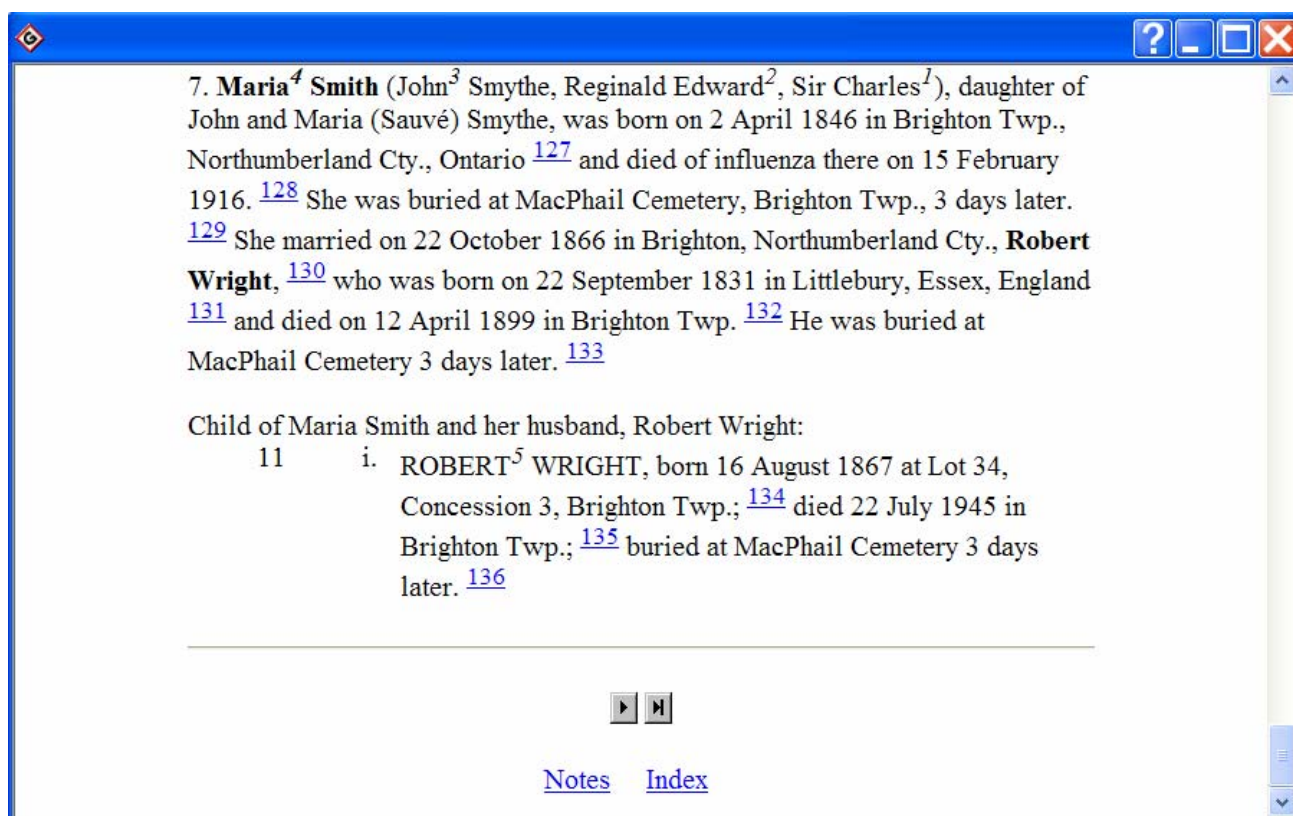 7. Maria⁴ Smith (John³ Smythe, Reginald Edward², Sir Charles¹), daughter of
John and Maria (Sauvé) Smythe, was born on 2 April 1846 in Brighton Twp.,
Northumberland Cty., Ontario 127 and died of influenza there on 15 February
1916. 128 She was buried at MacPhail Cemetery, Brighton Twp., 3 days later.
129 She married on 22 October 1866 in Brighton, Northumberland Cty., Robert
Wright, 130 who was born on 22 September 1831 in Littlebury, Essex, England
131 and died on 12 April 1899 in Brighton Twp. 132 He was buried at
MacPhail Cemetery 3 days later. 133
Child of Maria Smith and her husband, Robert Wright:
11 i. ROBERT⁵ WRIGHT, born 16 August 1867 at Lot 34,
Concession 3, Brighton Twp.; 134 died 22 July 1945 in
Brighton Twp.; 135 buried at MacPhail Cemetery 3 days
later. 136
Notes Index